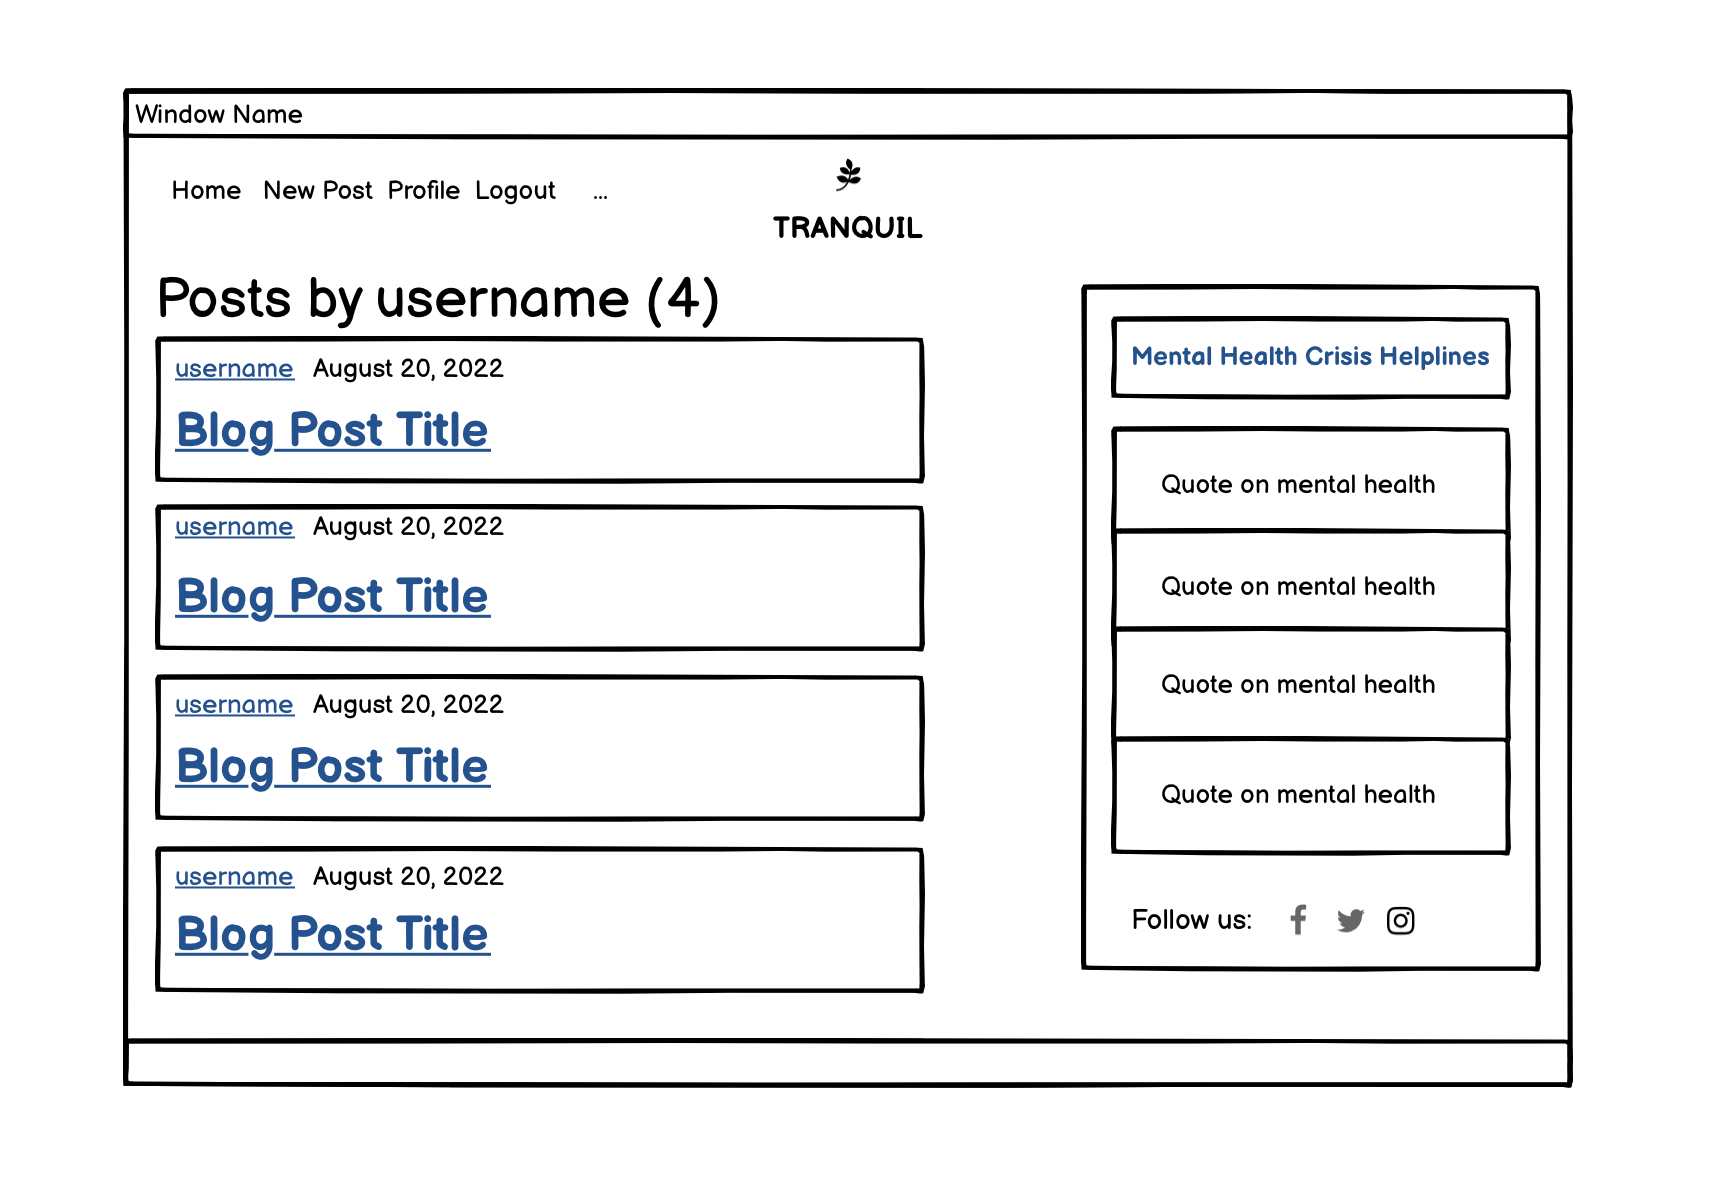 Window Name
Home New Post Profile Logout ...
TRANQUIL
Posts by username (4)
username August 20, 2022
Blog Post Title
username August 20, 2022
Blog Post Title
username August 20, 2022
Blog Post Title
username August 20, 2022
Blog Post Title
Mental Health Crisis Helplines
Quote on mental health
Quote on mental health
Quote on mental health
Quote on mental health
Follow us: